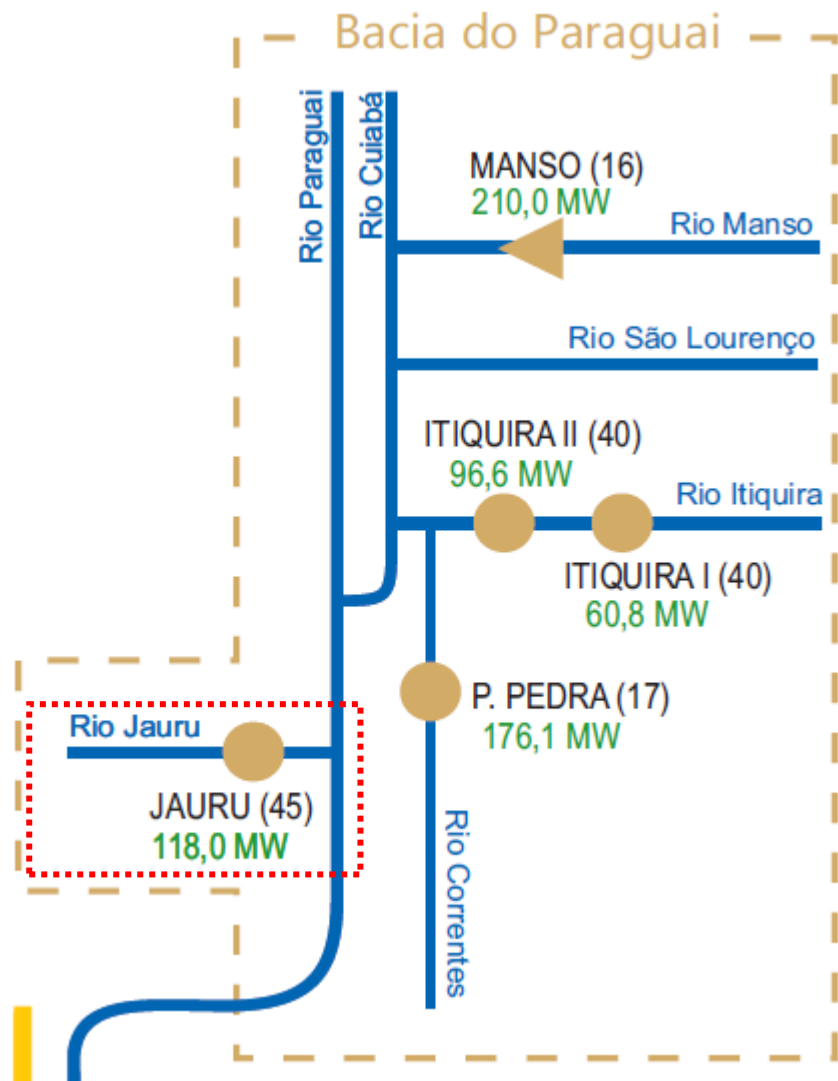 Bacia do Paraguai
Rio Paraguai
Rio Cuiabá
MANSO (16)
210,0 MW
Rio Manso
Rio São Lourenço
ITIQUIRA II (40)
96,6 MW
Rio Itiquira
ITIQUIRA I (40)
60,8 MW
P. PEDRA (17)
176,1 MW
Rio Jauru
JAURU (45)
118,0 MW
Rio Correntes